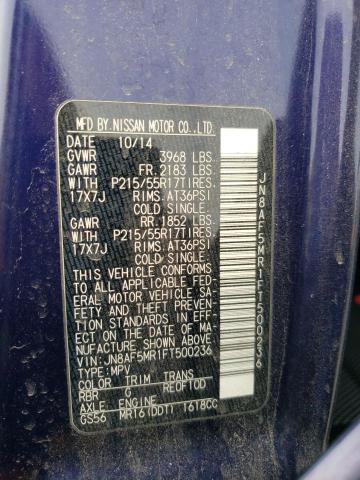 MFD BY NISSAN MOTOR CO.,LTD.
DATE 10/14
GVWR 3968 LBS.
GAWR FR. 2183 LBS.
WITH P215/55R17TIRES.
17X7J RIMS.AT36PSI
COLD SINGLE.
GAWR RR.1852 LBS.
WITH P215/55R17TIRES.
17X7J RIMS.AT36PSI
COLD SINGLE.
THIS VEHICLE CONFORMS
TO ALL APPLICABLE FED-
ERAL MOTOR VEHICLE SA-
FETY AND THEFT PREVEN-
TION STANDARDS IN EFF-
ECT ON THE DATE OF MA-
NUFACTURE SHOWN ABOVE.
VIN:JN8AF5MR1FT500236
TYPE:MPV
COLOR TRIM TRANS
RBR G RE0F10D
AXLE ENGINE
GS56 MR16(DDT) 1618CC
JN8AF5MR1FT500236